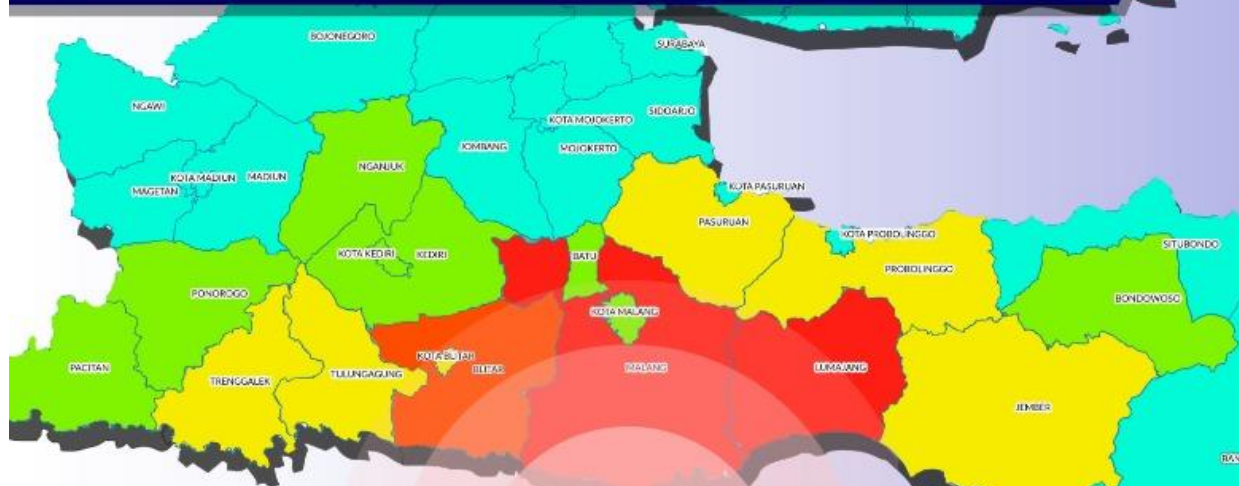 BOJONEGORO
SURABAYA
NGAWI
KOTA MOJOKERTO
SIDOARJO
JOMBANG
MOJOKERTO
NGANJUK
KOTA MADIUN
MADIUN
MAGETAN
KOTA PASURUAN
PASURUAN
KOTA PROBOLINGGO
SITUBONDO
KOTA KEDIRI
KEDIRI
BATU
PROBOLINGGO
PONOROGO
BONDOWOSO
KOTA MALANG
KOTA BLITAR
BLITAR
PACITAN
TRENGGALEK
TULUNGAGUNG
MALANG
LUMAJANG
JEMBER
BAN